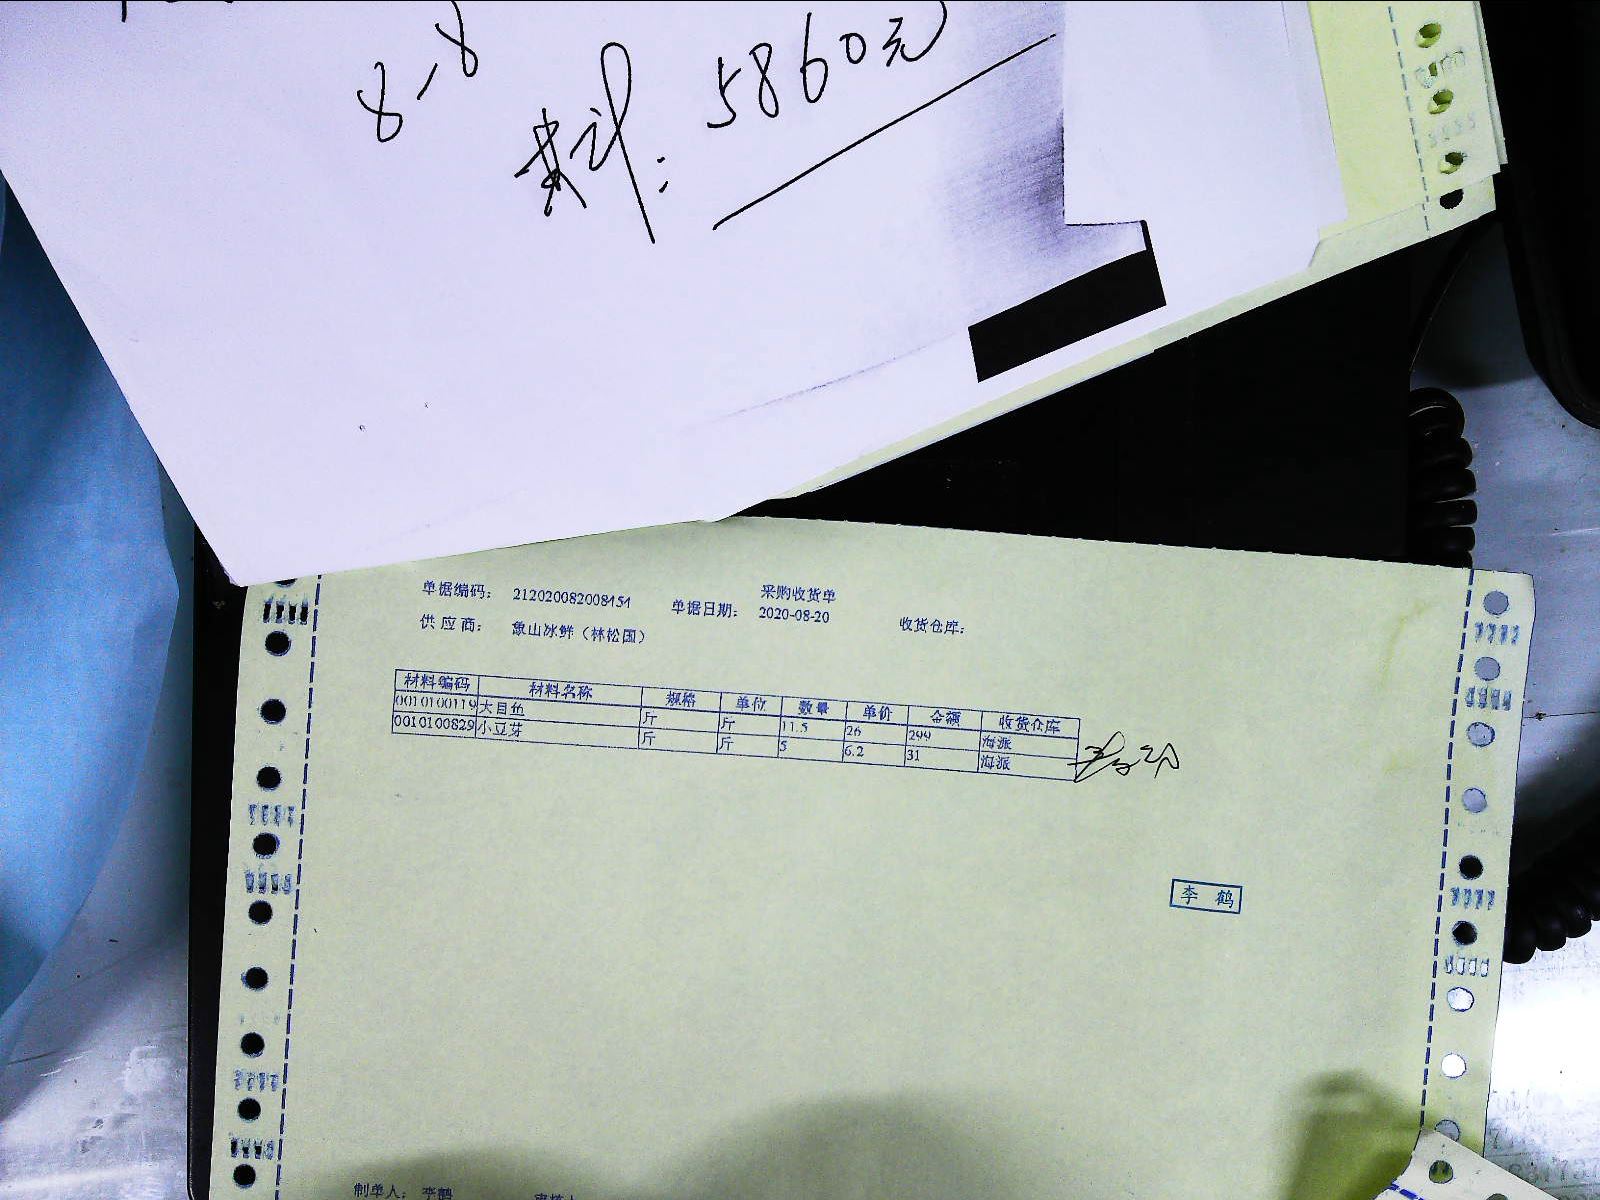 8-8
共计: 5860元
采购收货单
单据编码: 212020082008454 单据日期: 2020-08-20 收货仓库:
供应商: 象山冰鲜（林松国）
材料编码 材料名称 规格 单位 数量 单价 金额 收货仓库
0010100119 大目鱼 斤 斤 11.5 26 299 海派
0010100829 小豆芽 斤 斤 5 6.2 31 海派
李 鹤
制单人: 李鹤